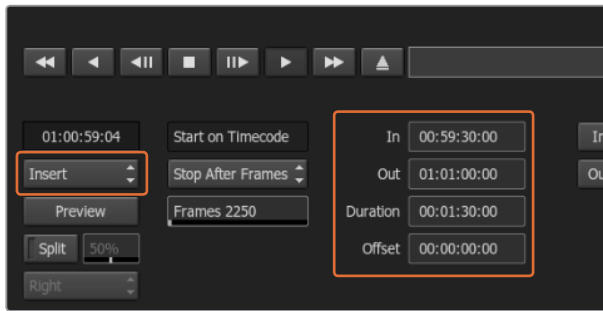 01:00:59:04 Start on Timecode In 00:59:30:00
Insert Stop After Frames Out 01:01:00:00
Preview Frames 2250 Duration 00:01:30:00
Split 50% Offset 00:00:00:00
Right